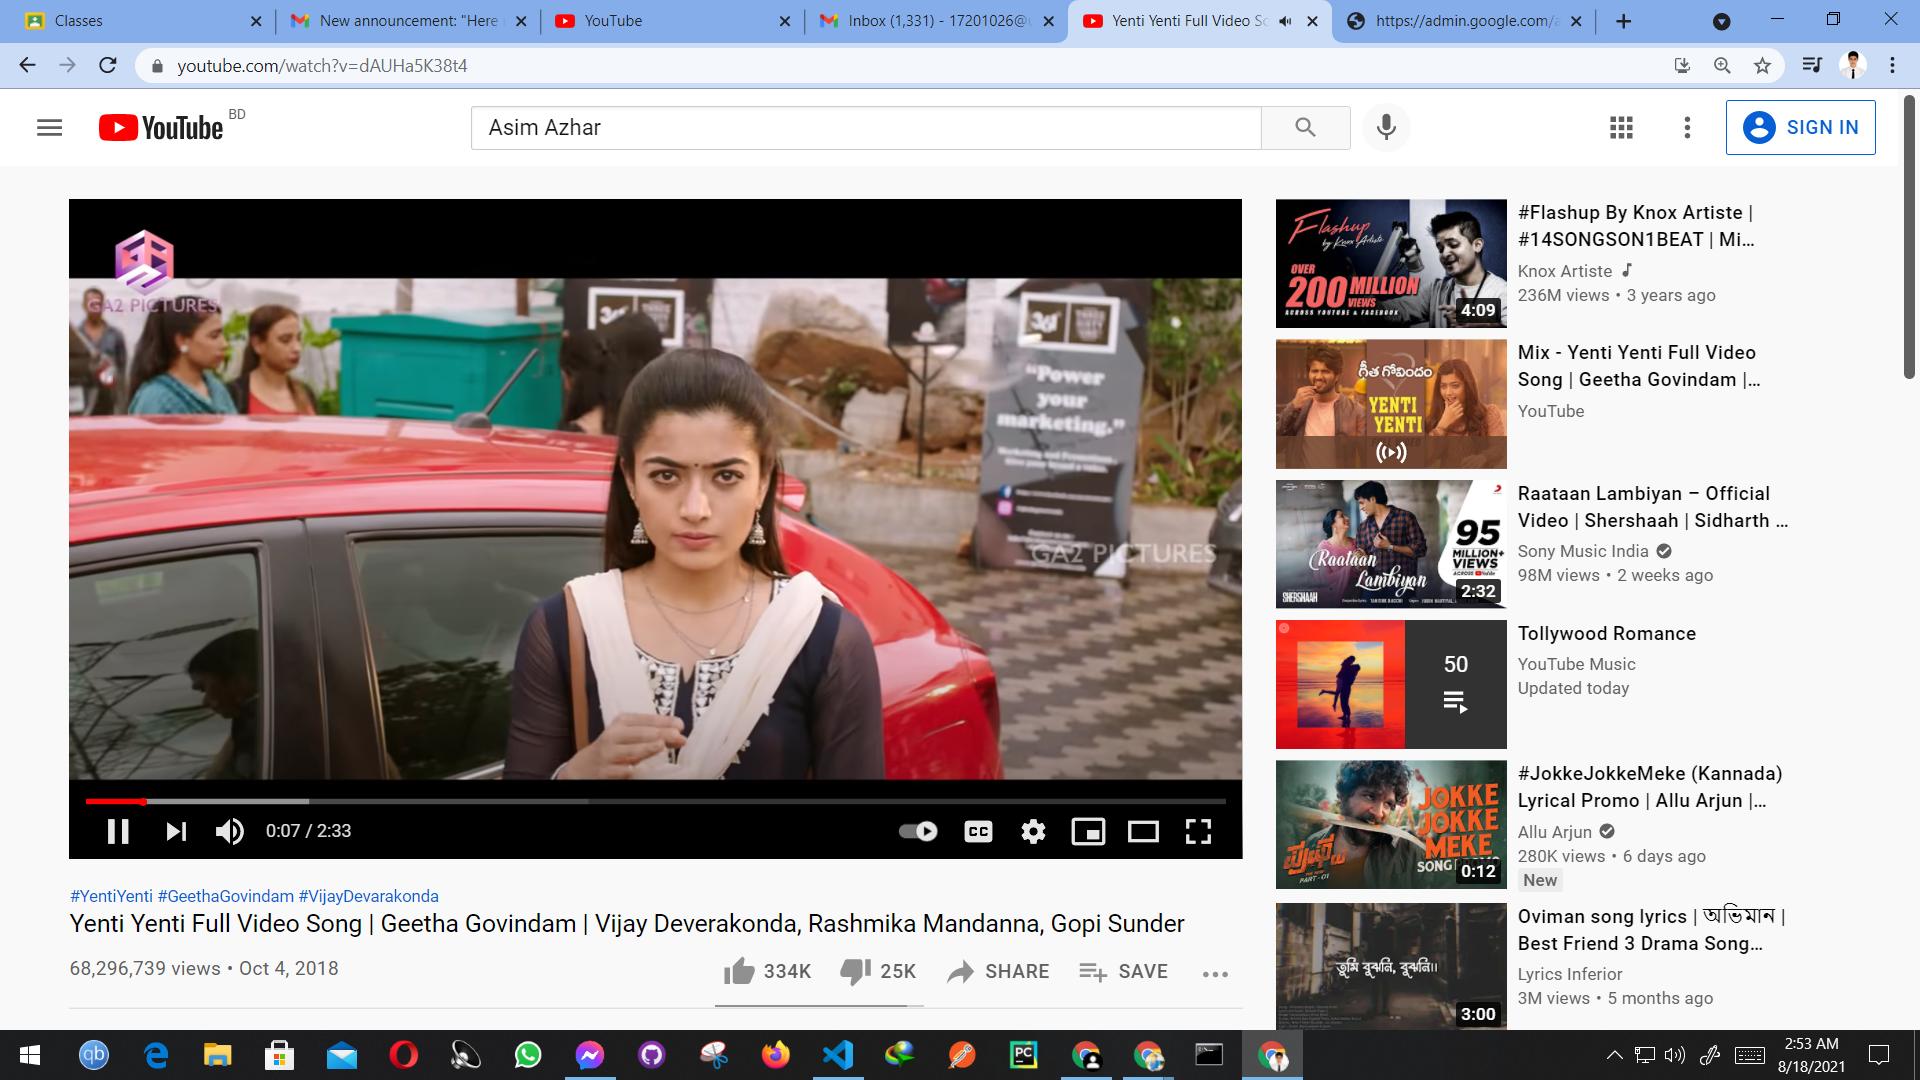 Classes
New announcement: "Here
YouTube
Inbox (1,331) - 17201026@
Yenti Yenti Full Video So
https://admin.google.com/a
youtube.com/watch?v=dAUHa5K38t4
YouTube BD
Asim Azhar
SIGN IN
GA2 PICTURES
"Power
your
marketing."
GA2 PICTURES
0:07 / 2:33
CC
#YentiYenti #GeethaGovindam #VijayDevarakonda
Yenti Yenti Full Video Song | Geetha Govindam | Vijay Deverakonda, Rashmika Mandanna, Gopi Sunder
68,296,739 views • Oct 4, 2018
334K
25K
SHARE
SAVE
Flashup
by Knox Artiste
OVER
200 MILLION
VIEWS
ACROSS YOUTUBE & FACEBOOK
4:09
#Flashup By Knox Artiste |
#14SONGSON1BEAT | Mi...
Knox Artiste
236M views • 3 years ago
గీత గోవిందం
YENTI
YENTI
Mix - Yenti Yenti Full Video
Song | Geetha Govindam |...
YouTube
Raataan
Lambiyan
SHERSHAAH
95
MILLION+
VIEWS
ACROSS YouTube
2:32
Raataan Lambiyan – Official
Video | Shershaah | Sidharth ...
Sony Music India
98M views • 2 weeks ago
50
Tollywood Romance
YouTube Music
Updated today
JOKKE
JOKKE
MEKE
ಪುಷ್ಪ
PART-01
0:12
#JokkeJokkeMeke (Kannada)
Lyrical Promo | Allu Arjun |...
Allu Arjun
280K views • 6 days ago
New
তুমি বুঝনি, বুঝনি।।
3:00
Oviman song lyrics | অভিমান |
Best Friend 3 Drama Song...
Lyrics Inferior
3M views • 5 months ago
qb
PC
2:53 AM
8/18/2021